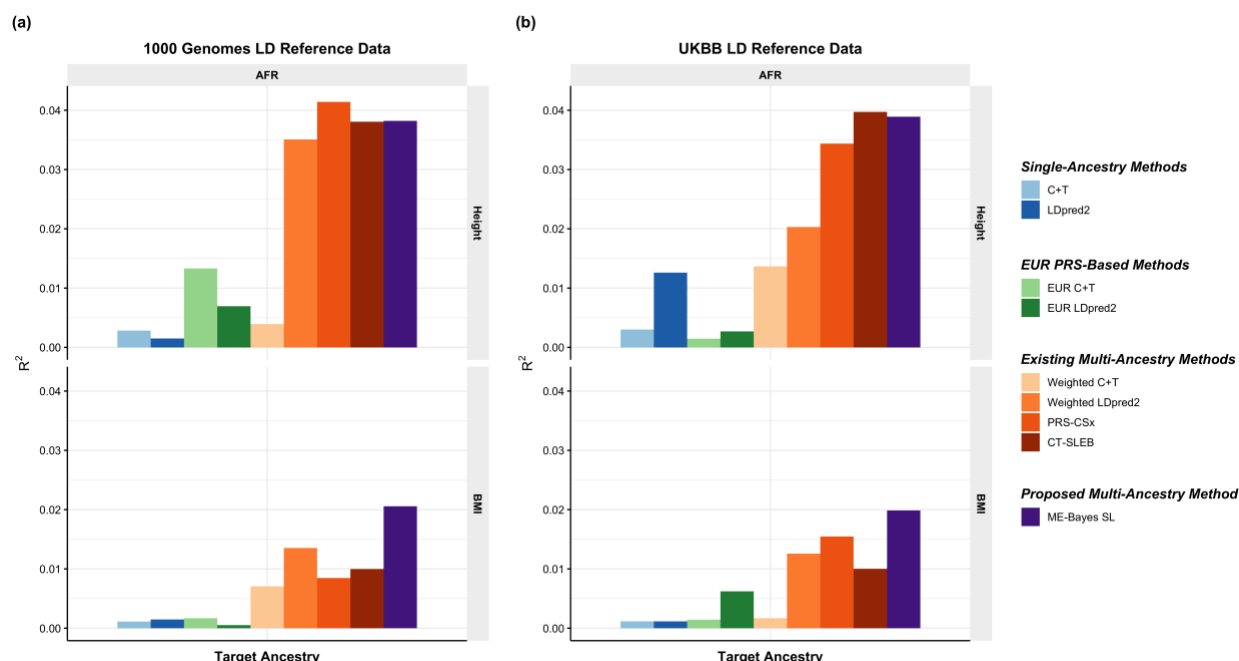 (a)
1000 Genomes LD Reference Data
AFR
0.04
0.03
0.02
0.01
0.00
Height
R2
0.04
0.03
0.02
0.01
0.00
BMI
Target Ancestry
(b)
UKBB LD Reference Data
AFR
0.04
0.03
0.02
0.01
0.00
Height
R2
0.04
0.03
0.02
0.01
0.00
BMI
Target Ancestry
Single-Ancestry Methods
C+T
LDpred2
EUR PRS-Based Methods
EUR C+T
EUR LDpred2
Existing Multi-Ancestry Methods
Weighted C+T
Weighted LDpred2
PRS-CSx
CT-SLEB
Proposed Multi-Ancestry Method
ME-Bayes SL